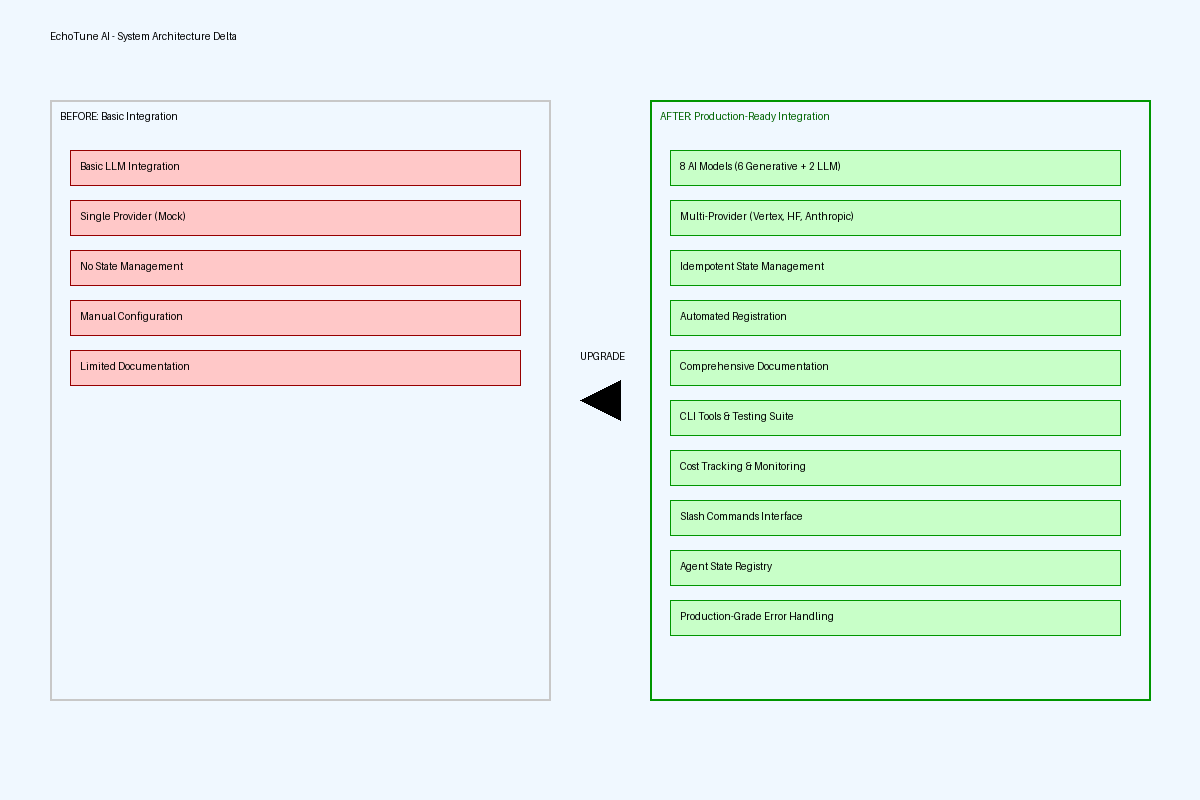 EchoTune AI - System Architecture Delta
BEFORE: Basic Integration
Basic LLM Integration
Single Provider (Mock)
No State Management
Manual Configuration
Limited Documentation
UPGRADE
AFTER: Production-Ready Integration
8 AI Models (6 Generative + 2 LLM)
Multi-Provider (Vertex, HF, Anthropic)
Idempotent State Management
Automated Registration
Comprehensive Documentation
CLI Tools & Testing Suite
Cost Tracking & Monitoring
Slash Commands Interface
Agent State Registry
Production-Grade Error Handling